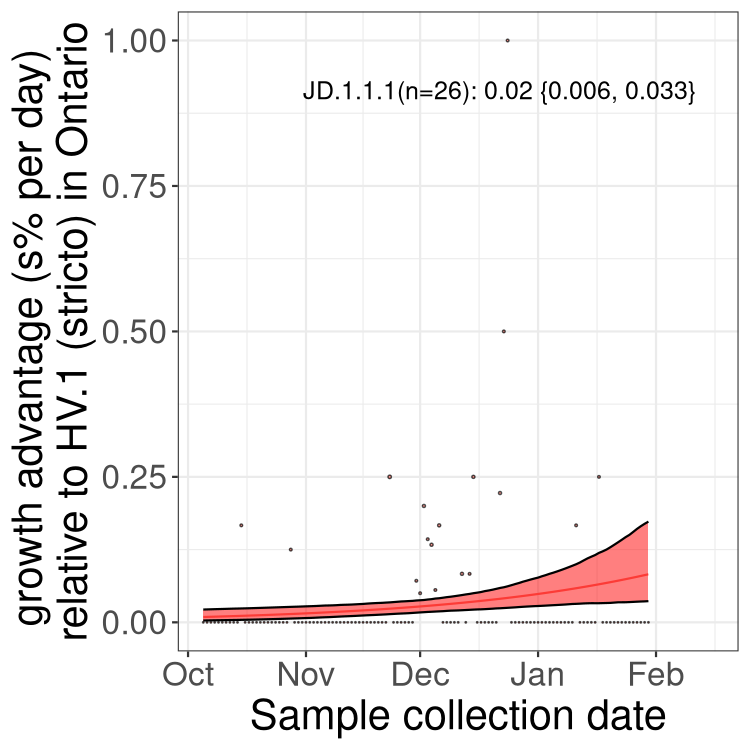 growth advantage (s% per day)
relative to HV.1 (stricto) in Ontario
1.00
0.75
0.50
0.25
0.00
JD.1.1.1(n=26): 0.02 {0.006, 0.033}
Oct Nov Dec Jan Feb
Sample collection date